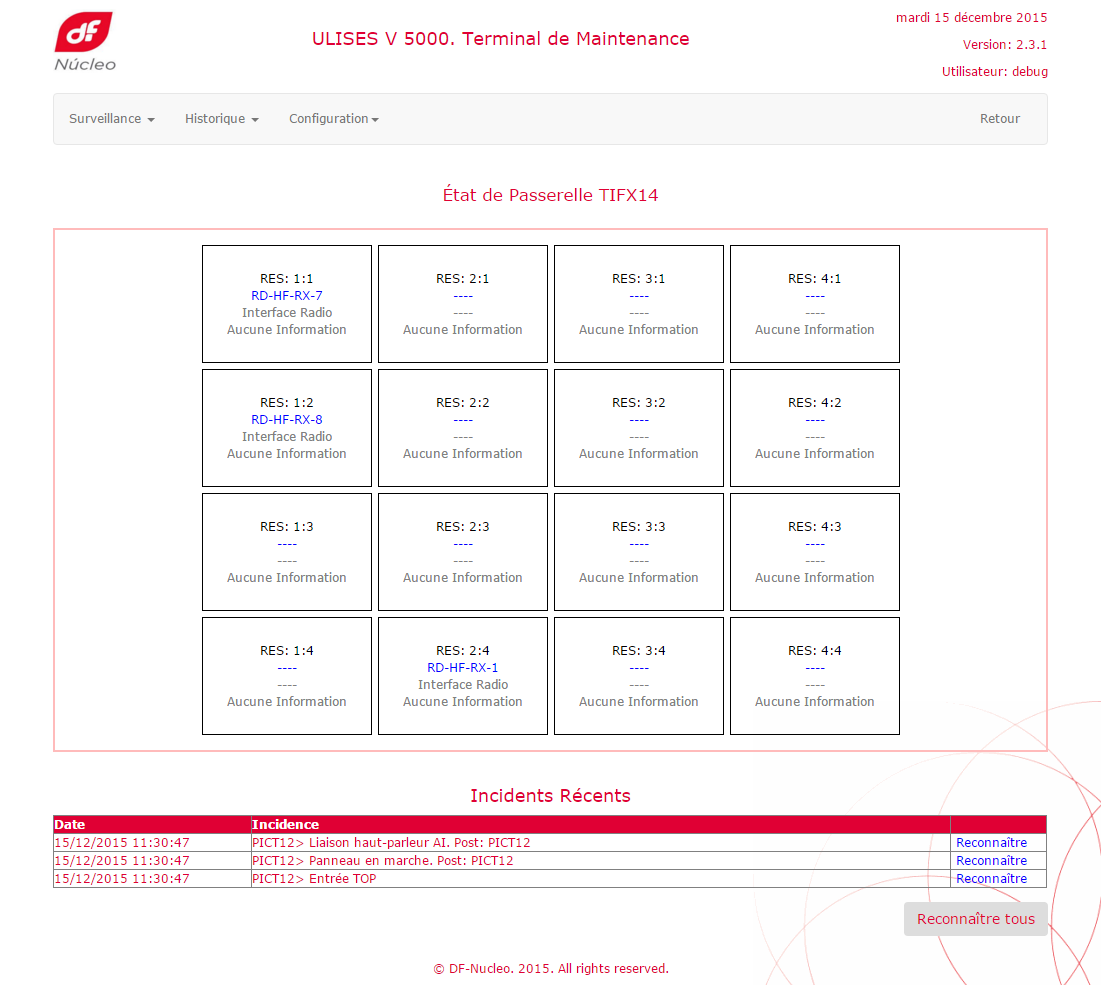 df
Núcleo
ULISES V 5000. Terminal de Maintenance
mardi 15 décembre 2015
Version: 2.3.1
Utilisateur: debug
Surveillance Historique Configuration Retour
État de Passerelle TIFX14
RES: 1:1
RD-HF-RX-7
Interface Radio
Aucune Information
RES: 2:1
----
----
Aucune Information
RES: 3:1
----
----
Aucune Information
RES: 4:1
----
----
Aucune Information
RES: 1:2
RD-HF-RX-8
Interface Radio
Aucune Information
RES: 2:2
----
----
Aucune Information
RES: 3:2
----
----
Aucune Information
RES: 4:2
----
----
Aucune Information
RES: 1:3
----
----
Aucune Information
RES: 2:3
----
----
Aucune Information
RES: 3:3
----
----
Aucune Information
RES: 4:3
----
----
Aucune Information
RES: 1:4
----
----
Aucune Information
RES: 2:4
RD-HF-RX-1
Interface Radio
Aucune Information
RES: 3:4
----
----
Aucune Information
RES: 4:4
----
----
Aucune Information
Incidents Récents
Date Incidence
15/12/2015 11:30:47 PICT12> Liaison haut-parleur AI. Post: PICT12 Reconnaître
15/12/2015 11:30:47 PICT12> Panneau en marche. Post: PICT12 Reconnaître
15/12/2015 11:30:47 PICT12> Entrée TOP Reconnaître
Reconnaître tous
© DF-Nucleo. 2015. All rights reserved.